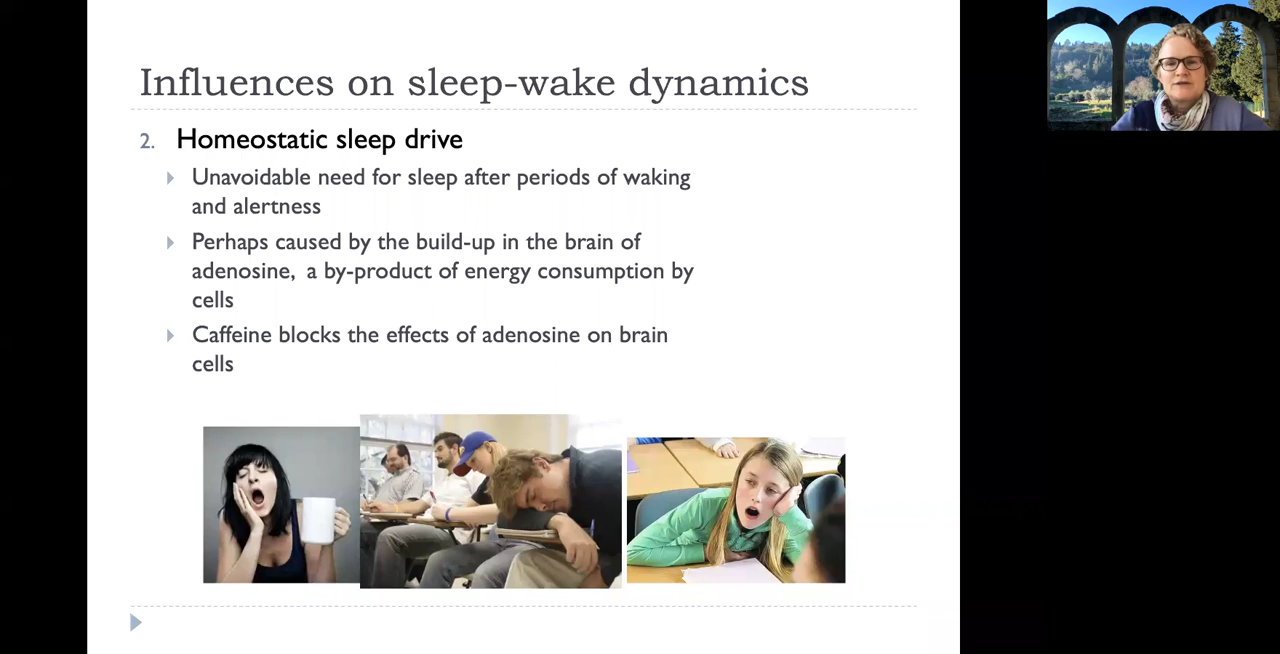 Influences on sleep-wake dynamics
2. Homeostatic sleep drive
Unavoidable need for sleep after periods of waking
and alertness
Perhaps caused by the build-up in the brain of
adenosine, a by-product of energy consumption by
cells
Caffeine blocks the effects of adenosine on brain
cells